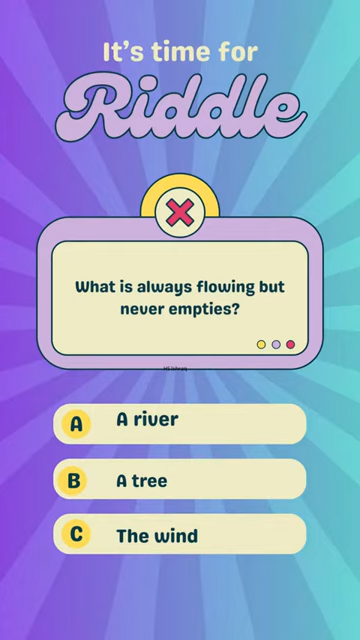 It's time for
Riddle
What is always flowing but
never empties?
A A river
B A tree
C The wind